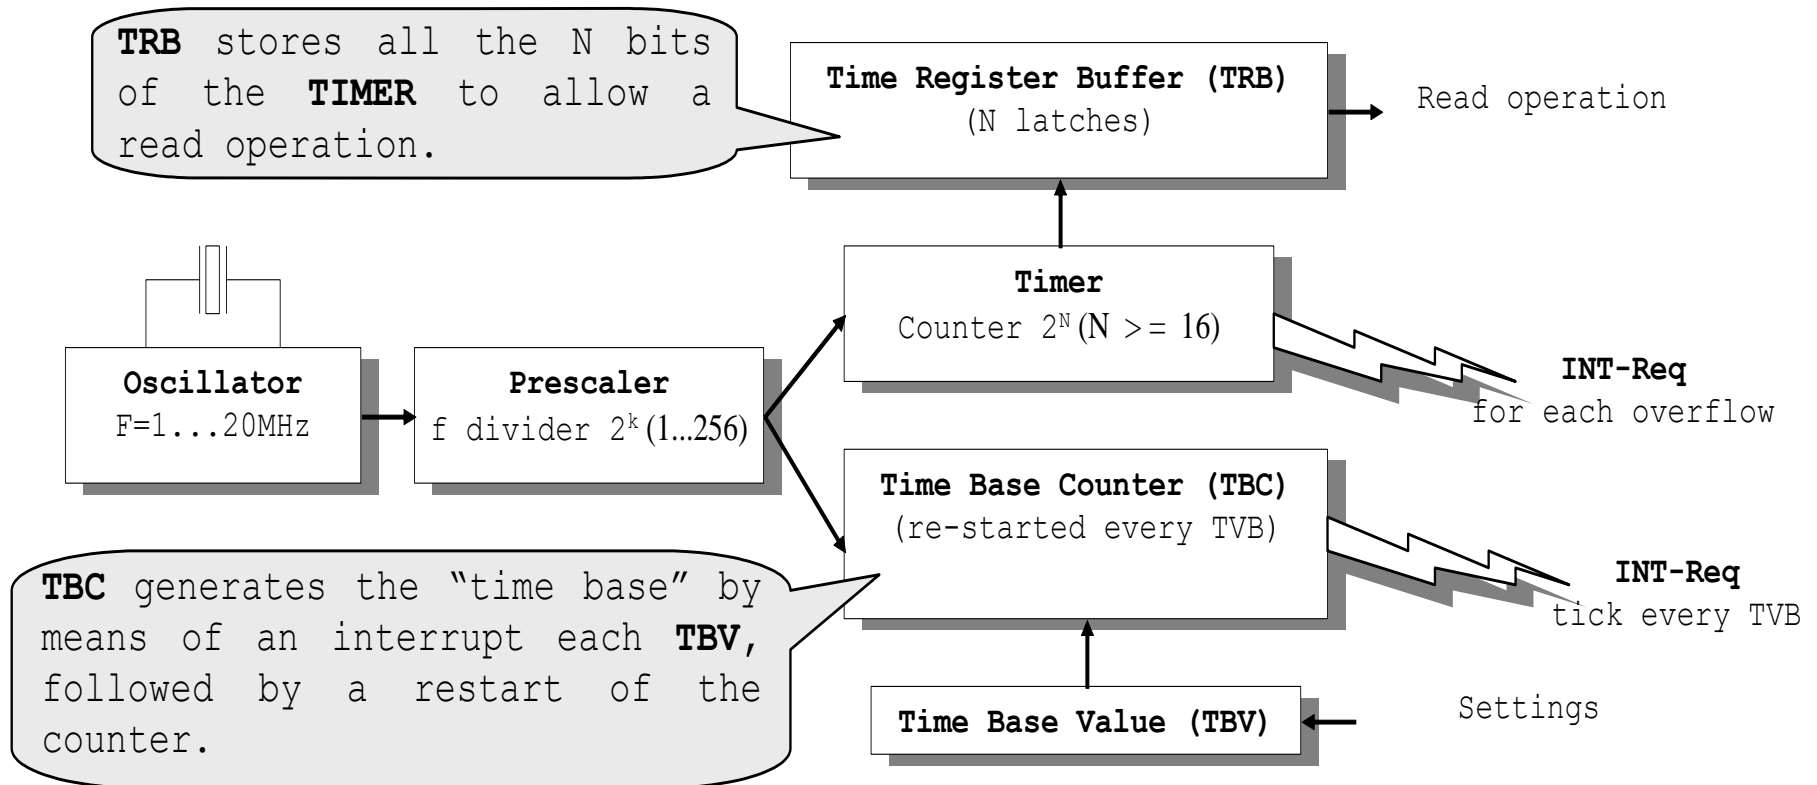 TRB stores all the N bits
of the TIMER to allow a
read operation.
Time Register Buffer (TRB)
(N latches)
Read operation
Timer
Counter 2^N (N >= 16)
INT-Req
for each overflow
Oscillator
F=1...20MHz
Prescaler
f divider 2^k (1...256)
Time Base Counter (TBC)
(re-started every TVB)
INT-Req
tick every TVB
TBC generates the “time base” by
means of an interrupt each TBV,
followed by a restart of the
counter.
Time Base Value (TBV)
Settings